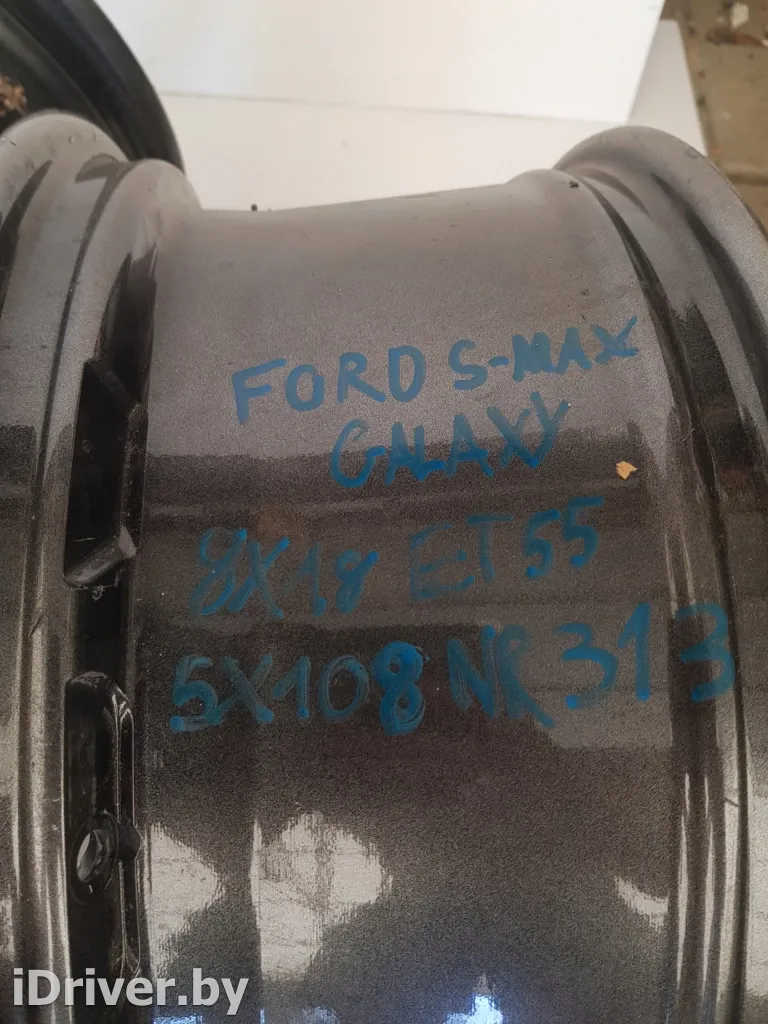 FORD S-MAX
GALAXY
8X18 ET55
5X108 NR313
iDriver.by